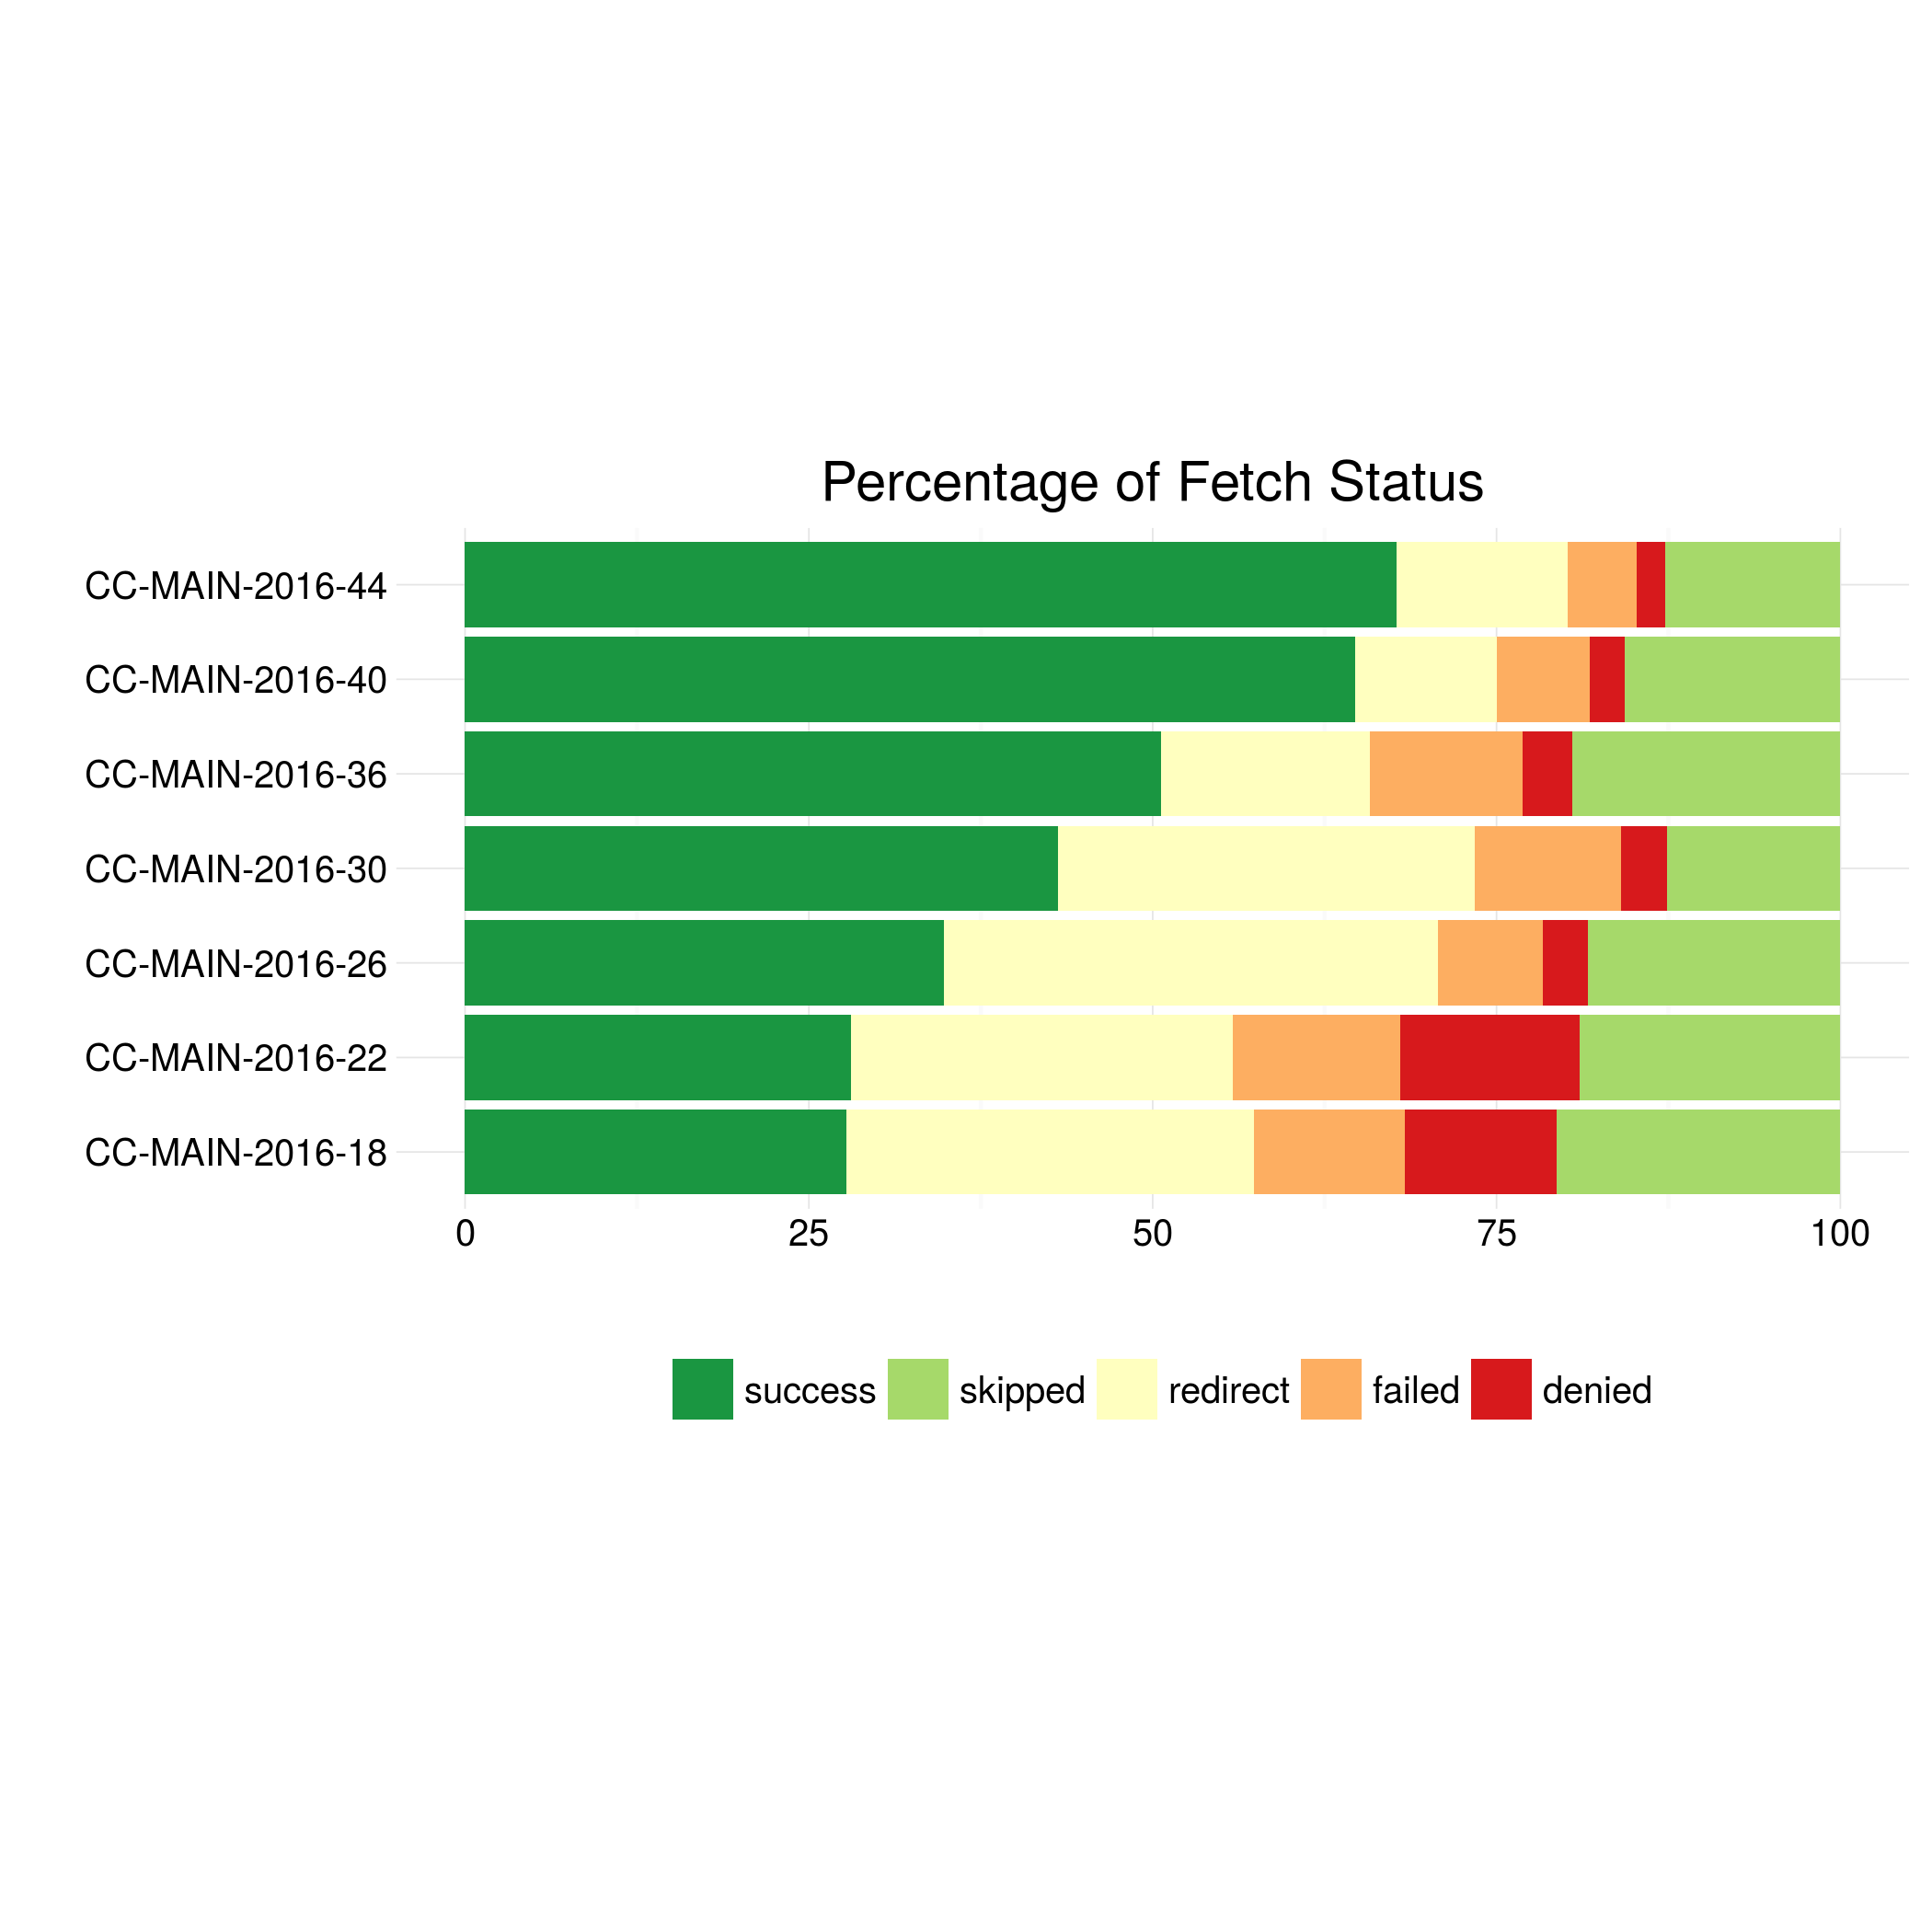 Percentage of Fetch Status
CC-MAIN-2016-44
CC-MAIN-2016-40
CC-MAIN-2016-36
CC-MAIN-2016-30
CC-MAIN-2016-26
CC-MAIN-2016-22
CC-MAIN-2016-18
0 25 50 75 100
success skipped redirect failed denied